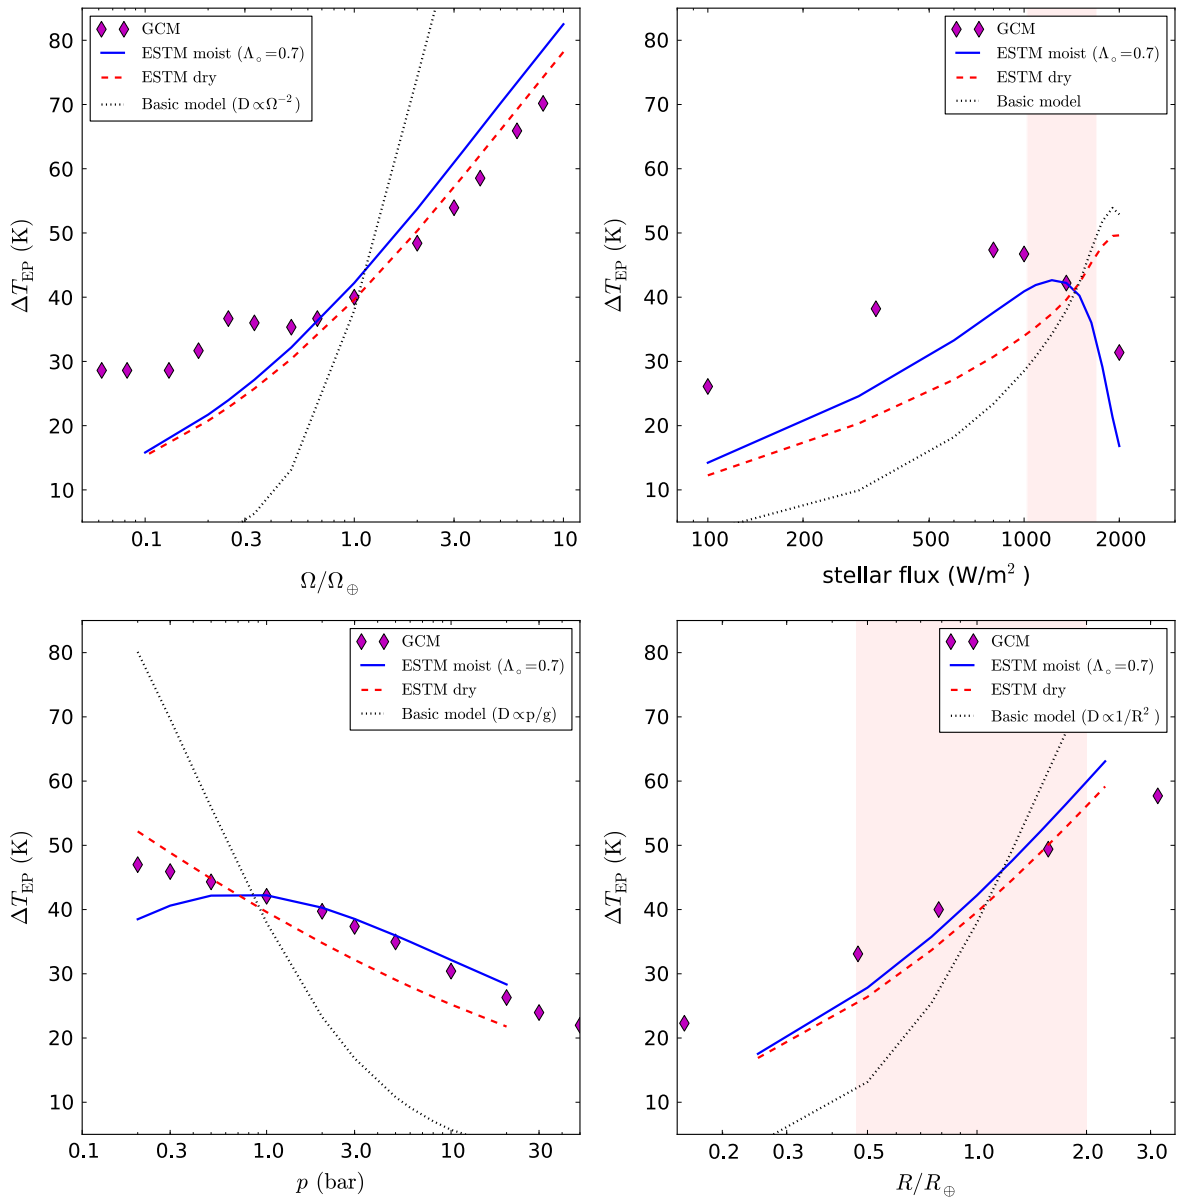 80
70
60
50
40
30
20
10
ΔT_EP (K)
GCM
ESTM moist (Λ_∘=0.7)
ESTM dry
Basic model (D∝Ω^−2)
0.1 0.3 1.0 3.0 10
Ω/Ω_⊕
80
70
60
50
40
30
20
10
ΔT_EP (K)
GCM
ESTM moist (Λ_∘=0.7)
ESTM dry
Basic model
100 200 500 1000 2000
stellar flux (W/m²)
80
70
60
50
40
30
20
10
ΔT_EP (K)
GCM
ESTM moist (Λ_∘=0.7)
ESTM dry
Basic model (D∝p/g)
0.1 0.3 1.0 3.0 10 30
p (bar)
80
70
60
50
40
30
20
10
ΔT_EP (K)
GCM
ESTM moist (Λ_∘=0.7)
ESTM dry
Basic model (D∝1/R²)
0.2 0.3 0.5 1.0 2.0 3.0
R/R_⊕